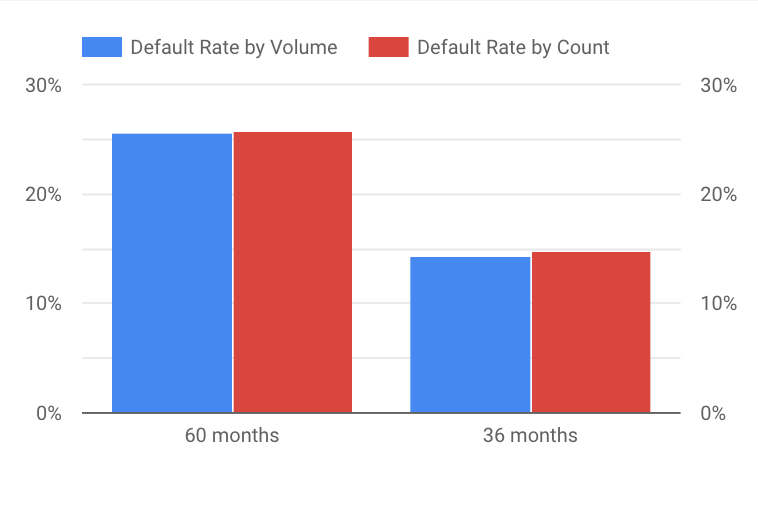 Default Rate by Volume Default Rate by Count
30% 30%
20% 20%
10% 10%
0% 0%
60 months 36 months